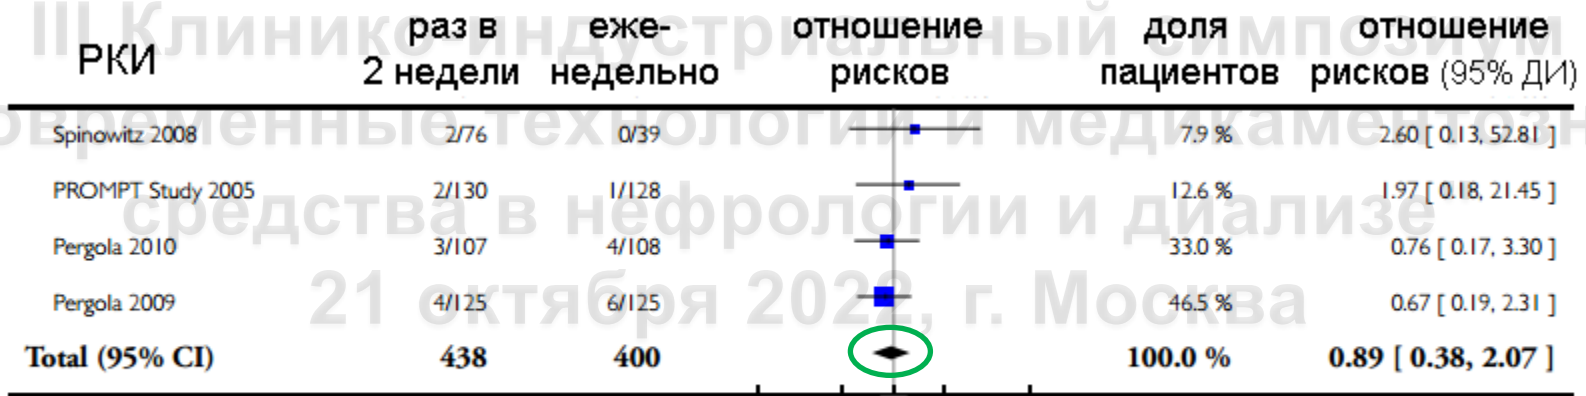 III Клинико-индустриальный симпозиум
раз в еже- отношение доля отношение
РКИ 2 недели недельно рисков пациентов рисков (95% ДИ)
овременные технологии и медикаментозн
Spinowitz 2008 2/76 0/39 7.9 % 2.60 [ 0.13, 52.81 ]
PROMPT Study 2005 2/130 1/128 12.6 % 1.97 [ 0.18, 21.45 ]
средства в нефрологии и диализе"
Pergola 2010 3/107 4/108 33.0 % 0.76 [ 0.17, 3.30 ]
Pergola 2009 4/125 6/125 46.5 % 0.67 [ 0.19, 2.31 ]
21 октября 2022, г. Москва
Total (95% CI) 438 400 100.0 % 0.89 [ 0.38, 2.07 ]